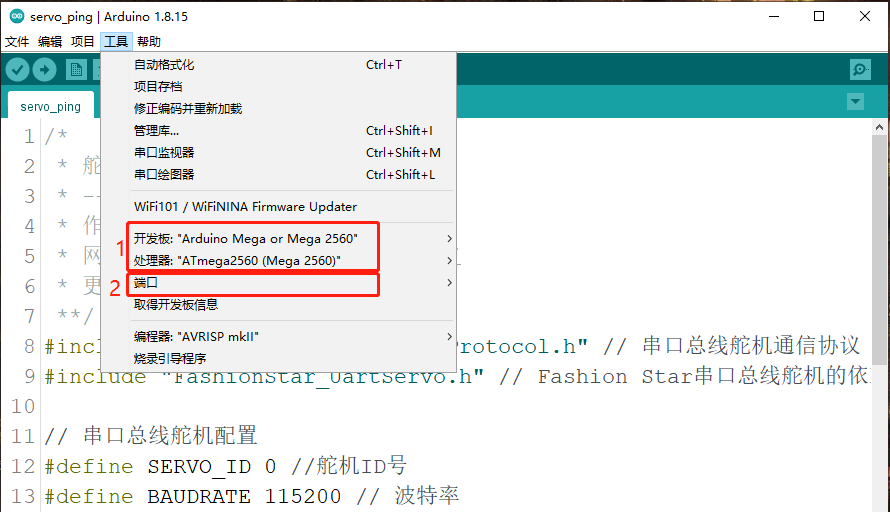 servo_ping | Arduino 1.8.15
文件 编辑 项目 工具 帮助
自动格式化 Ctrl+T
项目存档
修正编码并重新加载
管理库... Ctrl+Shift+I
串口监视器 Ctrl+Shift+M
串口绘图器 Ctrl+Shift+L
WiFi101 / WiFiNINA Firmware Updater
1
开发板: "Arduino Mega or Mega 2560"
处理器: "ATmega2560 (Mega 2560)"
2
端口
取得开发板信息
编程器: "AVRISP mkII"
烧录引导程序
servo_ping
1 /*
2 * 舵
3 * --
4 * 作
5 * 网
6 * 更
7 **/
8 #incl rotocol.h" // 串口总线舵机通信协议
9 #include "FashionStar_UartServo.h" // Fashion Star串口总线舵机的依
10
11 // 串口总线舵机配置
12 #define SERVO_ID 0 //舵机ID号
13 #define BAUDRATE 115200 // 波特率